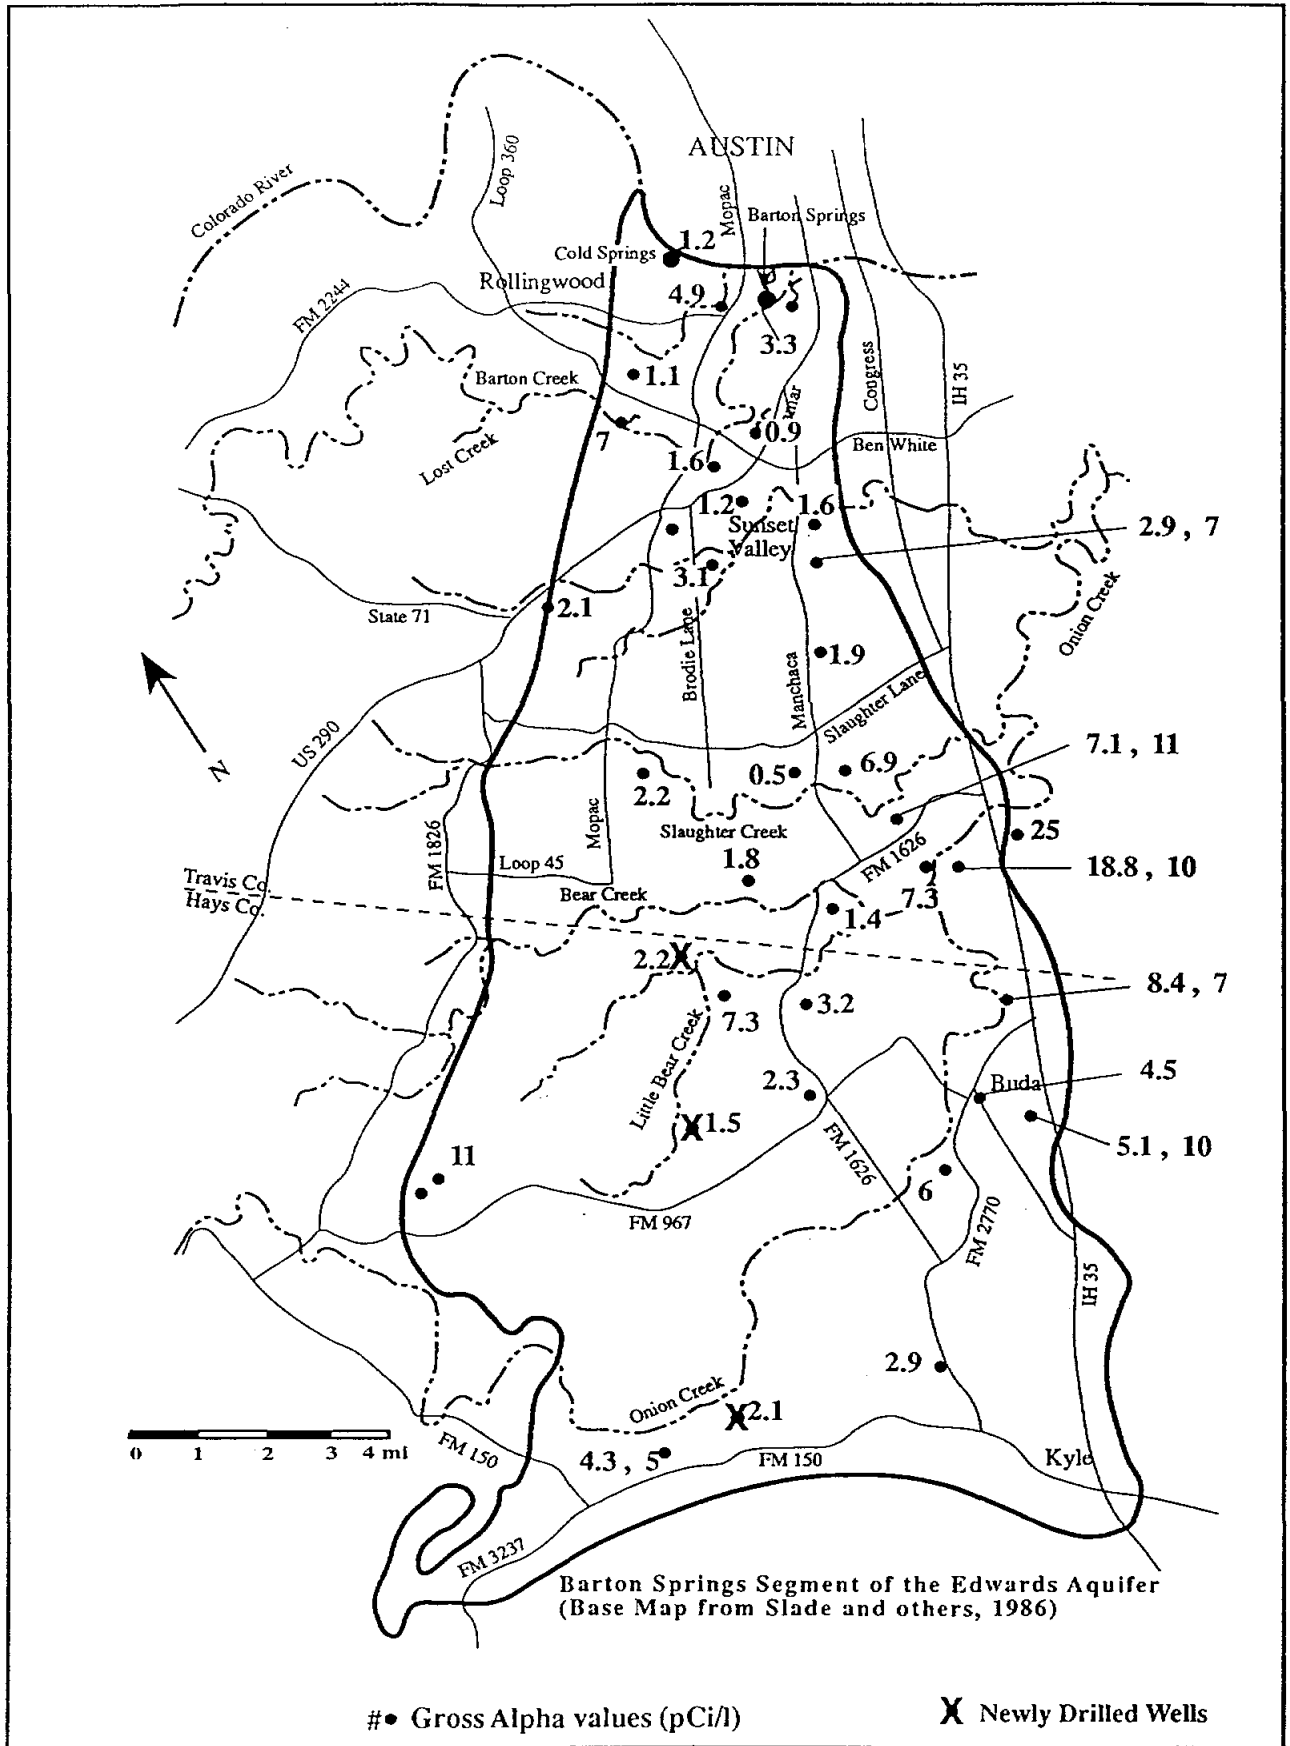 AUSTIN
Colorado River
Loop 360
Mopac
Barton Springs
Cold Springs
1.2
Rollingwood
4.9
FM 2244
3.3
Congress
IH 35
1.1
Barton Creek
Lost Creek
7
0.9
Ben White
1.6
1.2
1.6
Sunset
Valley
2.9 , 7
3.1
2.1
State 71
Onion Creek
Brodie Lane
Manchaca
1.9
Slaughter Lane
N
US 290
7.1 , 11
2.2
0.5
6.9
Mopac
Slaughter Creek
FM 1826
FM 1626
25
Loop 45
1.8
18.8 , 10
Travis Co.
Hays Co.
Bear Creek
7.3
1.4
2.2
8.4 , 7
7.3
3.2
Little Bear Creek
2.3
Buda
4.5
1.5
FM 1626
5.1 , 10
11
6
FM 967
FM 2770
IH 35
2.9
Onion Creek
2.1
0 1 2 3 4 mi
FM 150
4.3 , 5
FM 150
Kyle
FM 3237
Barton Springs Segment of the Edwards Aquifer
(Base Map from Slade and others, 1986)
#● Gross Alpha values (pCi/l)
X Newly Drilled Wells